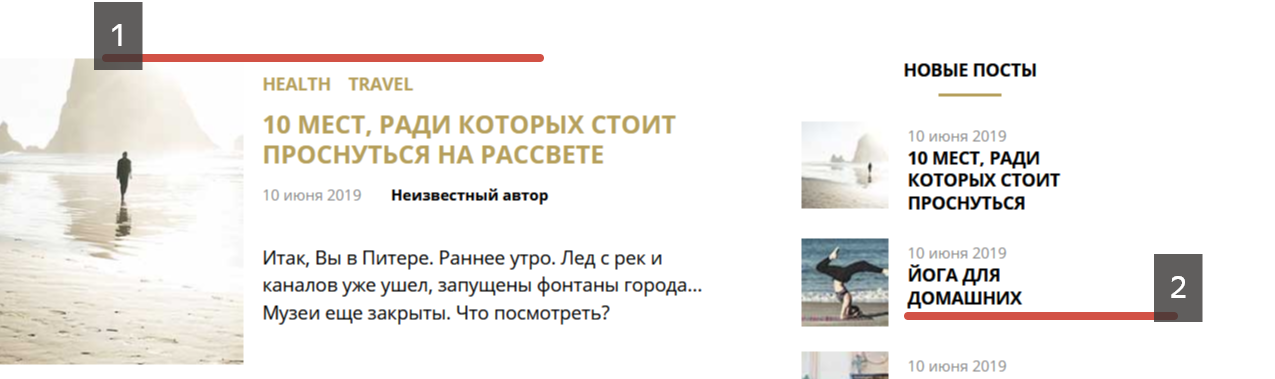 1
HEALTH TRAVEL
10 МЕСТ, РАДИ КОТОРЫХ СТОИТ
ПРОСНУТЬСЯ НА РАССВЕТЕ
10 июня 2019 Неизвестный автор
Итак, Вы в Питере. Раннее утро. Лед с рек и
каналов уже ушел, запущены фонтаны города...
Музеи еще закрыты. Что посмотреть?
НОВЫЕ ПОСТЫ
10 июня 2019
10 МЕСТ, РАДИ
КОТОРЫХ СТОИТ
ПРОСНУТЬСЯ
10 июня 2019
ЙОГА ДЛЯ
ДОМАШНИХ
2
10 июня 2019